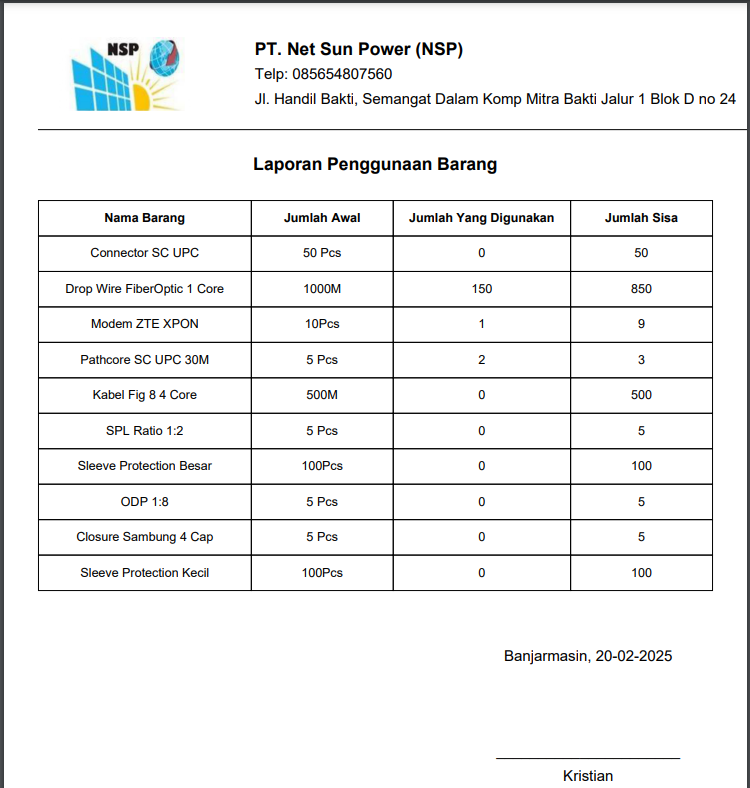 NSP
PT. Net Sun Power (NSP)
Telp: 085654807560
Jl. Handil Bakti, Semangat Dalam Komp Mitra Bakti Jalur 1 Blok D no 24
Laporan Penggunaan Barang
Nama Barang Jumlah Awal Jumlah Yang Digunakan Jumlah Sisa
Connector SC UPC 50 Pcs 0 50
Drop Wire FiberOptic 1 Core 1000M 150 850
Modem ZTE XPON 10Pcs 1 9
Pathcore SC UPC 30M 5 Pcs 2 3
Kabel Fig 8 4 Core 500M 0 500
SPL Ratio 1:2 5 Pcs 0 5
Sleeve Protection Besar 100Pcs 0 100
ODP 1:8 5 Pcs 0 5
Closure Sambung 4 Cap 5 Pcs 0 5
Sleeve Protection Kecil 100Pcs 0 100
Banjarmasin, 20-02-2025
Kristian